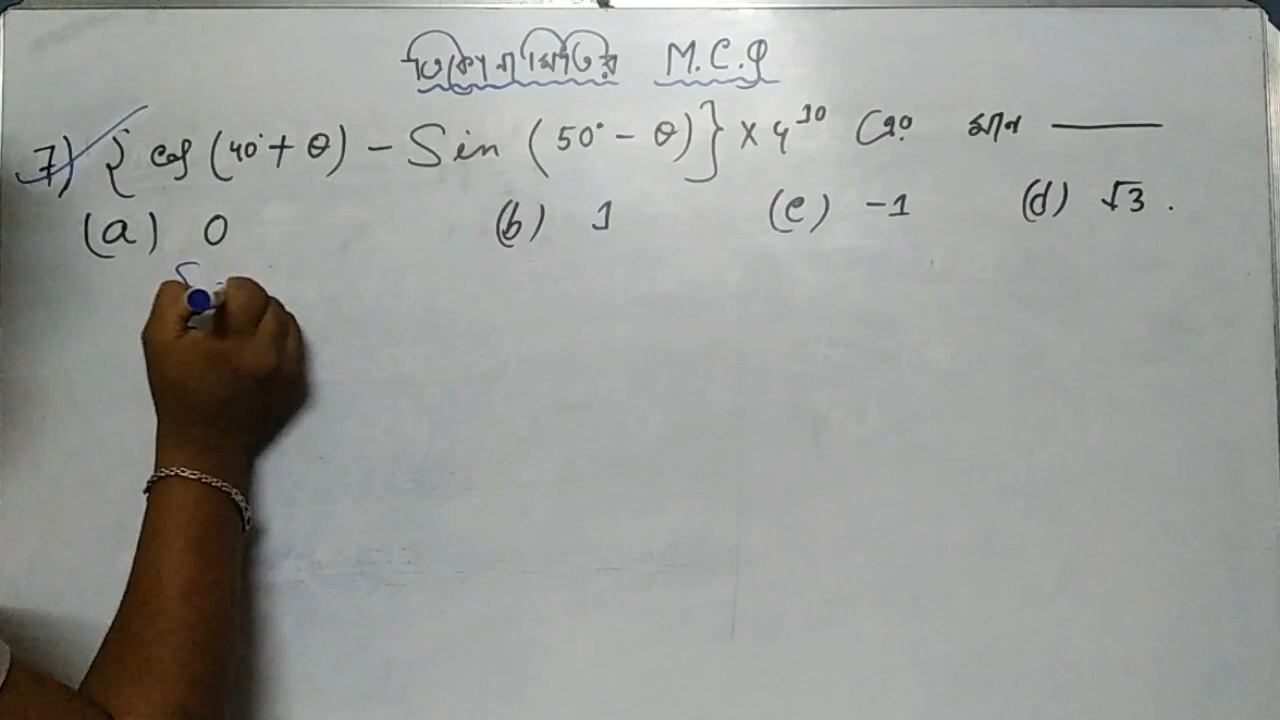 ত্রিকোণমিতির M.C.Q
7) { cos (40° + θ) - Sin (50° - θ)} × 4¹⁰ এর মান ———
(a) 0 (b) 1 (c) -1 (d) √3 .